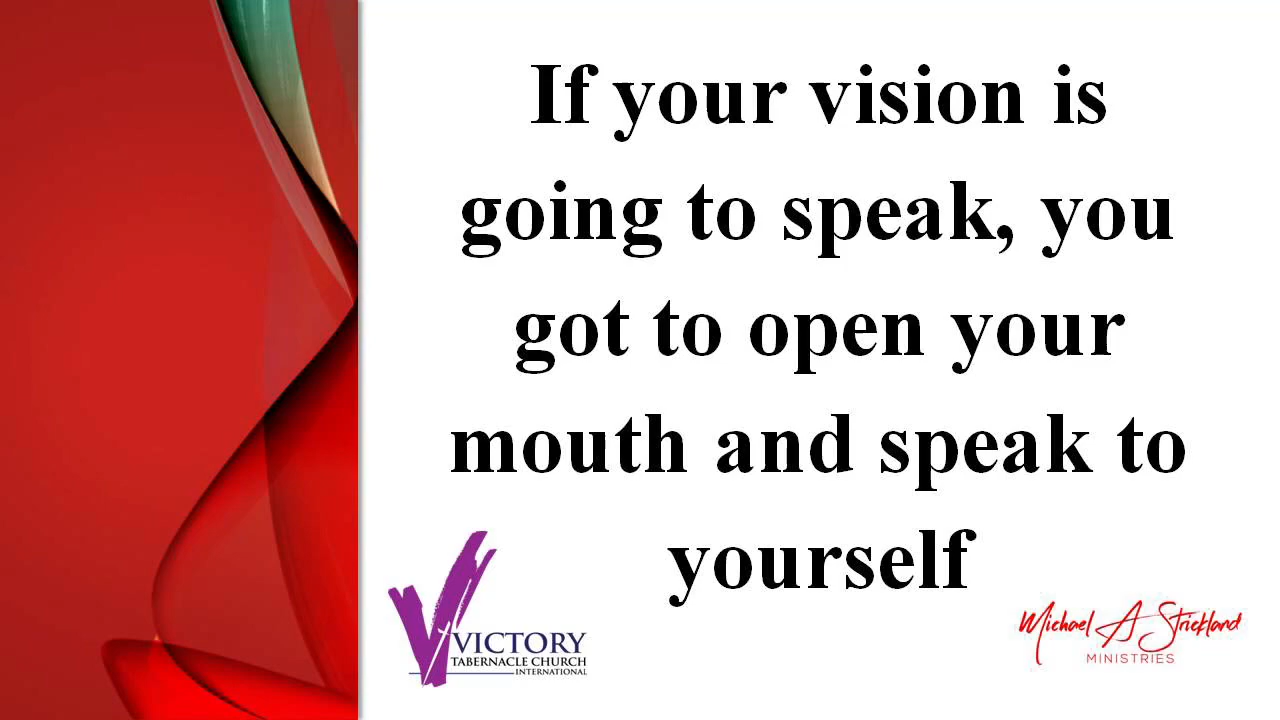 If your vision is
going to speak, you
got to open your
mouth and speak to
yourself
VICTORY
TABERNACLE CHURCH
INTERNATIONAL
Michael A Strickland
MINISTRIES